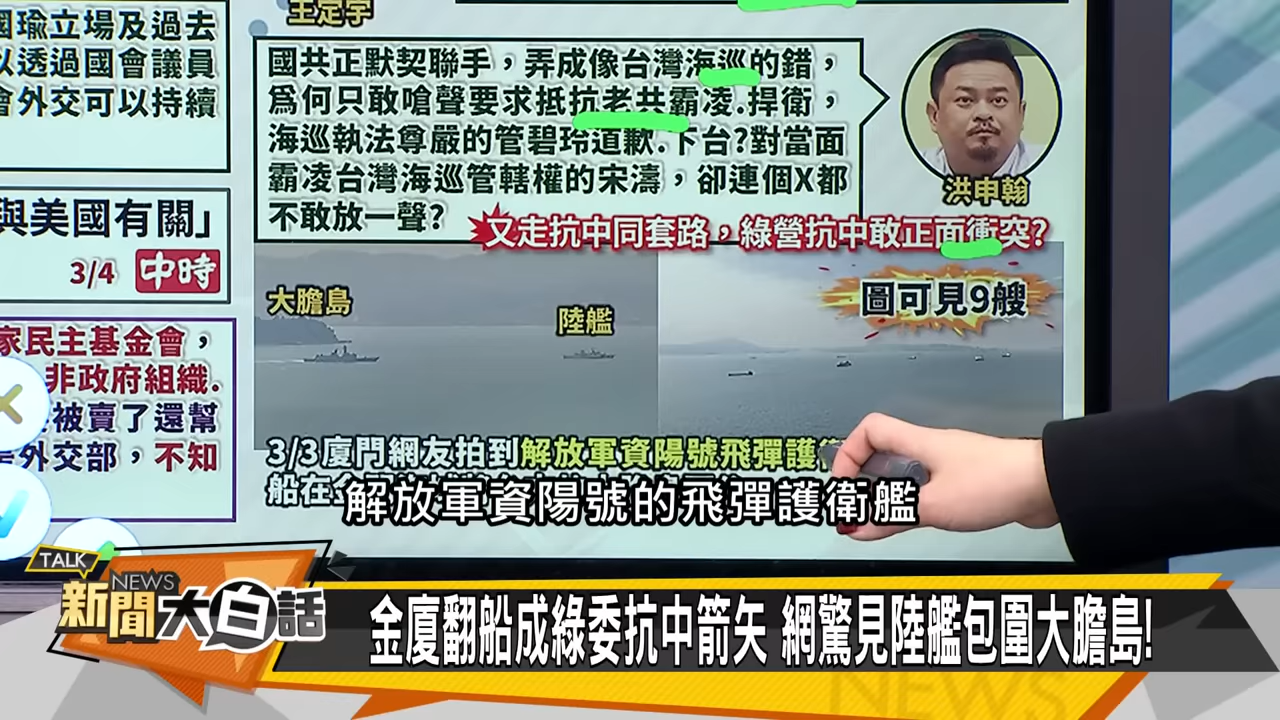 王定宇
國瑜立場及過去
以透過國會議員
會外交可以持續
與美國有關」
3/4 中時
家民主基金會，
非政府組織.
被賣了還幫
外交部，不知
國共正默契聯手，弄成像台灣海巡的錯，
爲何只敢嗆聲要求抵抗老共霸凌.捍衛，
海巡執法尊嚴的管碧玲道歉.下台?對當面
霸凌台灣海巡管轄權的宋濤，卻連個X都
不敢放一聲?
洪申翰
又走抗中同套路，綠營抗中敢正面衝突?
大膽島
陸艦
圖可見9艘
3/3廈門網友拍到解放軍資陽號飛彈護衛
船在
解放軍資陽號的飛彈護衛艦
TALK
NEWS
新聞大白話
金廈翻船成綠委抗中箭矢 網驚見陸艦包圍大膽島!
NEWS